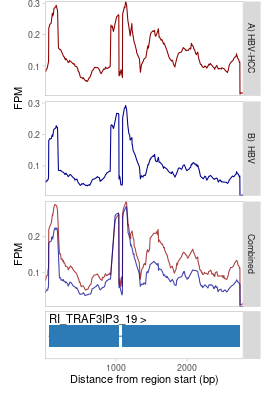 0.3
0.2
0.1
A) HBV-HCC
FPM
0.3
0.2
0.1
B) HBV
0.2
0.1
Combined
FPM
RI_TRAF3IP3_19 >
1000 2000
Distance from region start (bp)